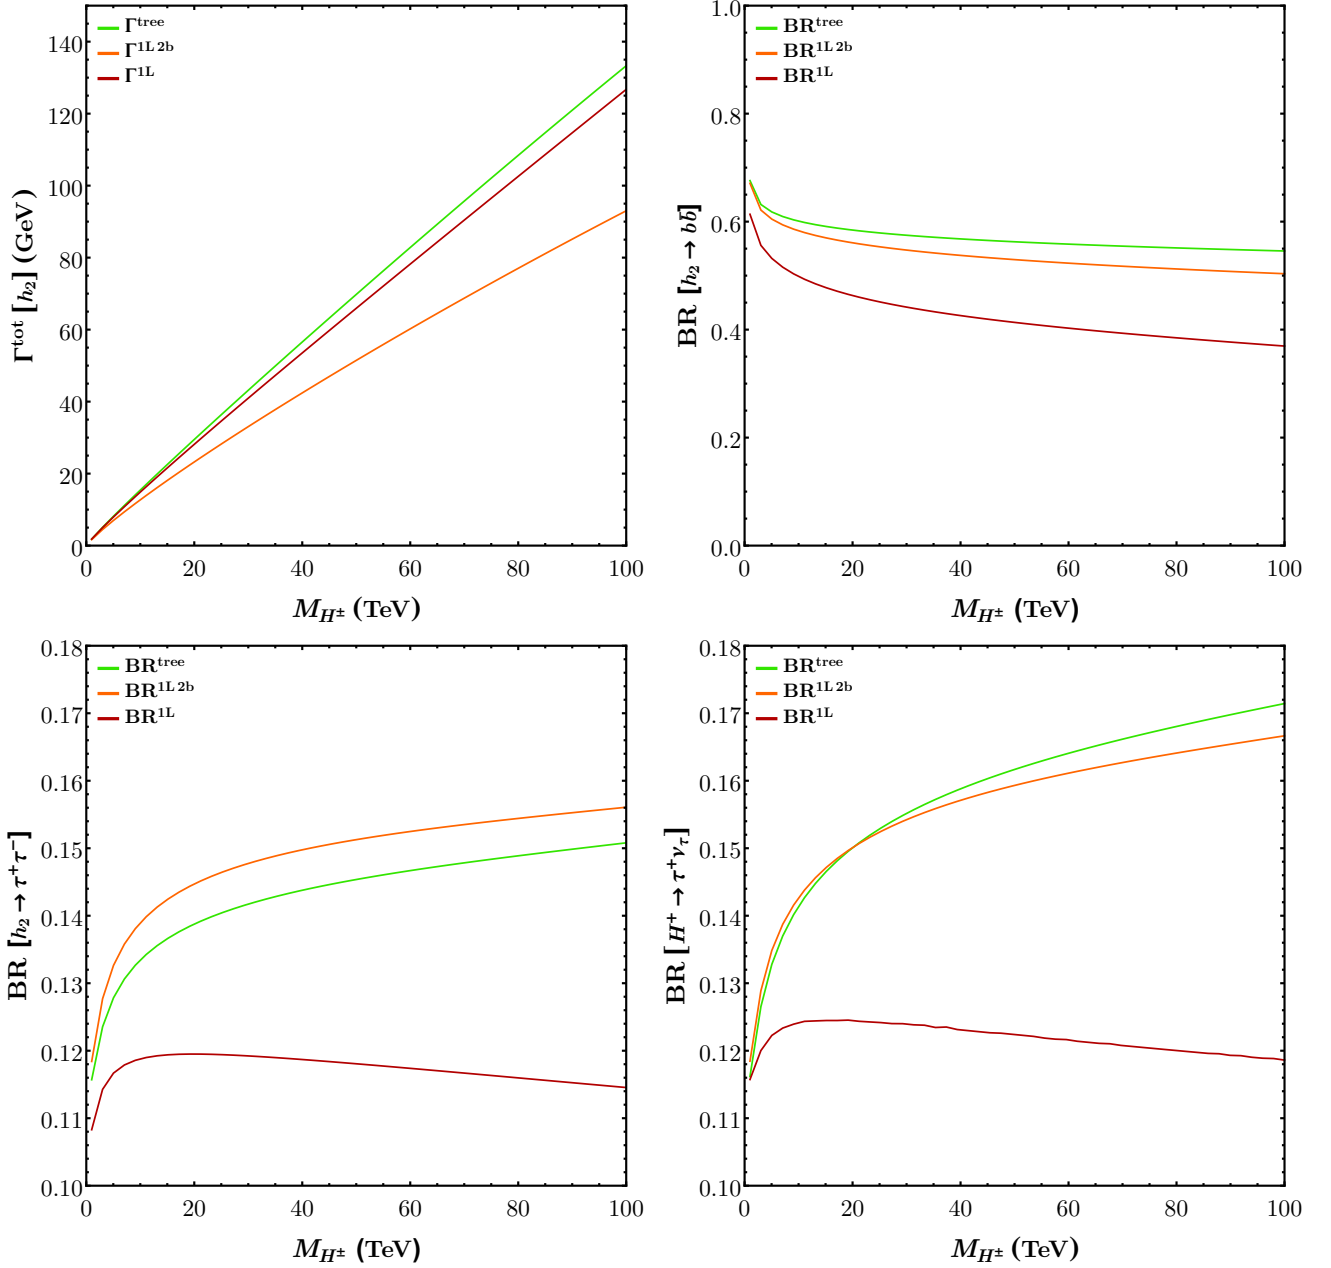 Γ^tree
Γ^1L 2b
Γ^1L
Γ^tot [h₂] (GeV)
140
120
100
80
60
40
20
0
0 20 40 60 80 100
M_H± (TeV)
BR^tree
BR^1L 2b
BR^1L
BR [h₂ → bb̄]
1.0
0.8
0.6
0.4
0.2
0.0
0 20 40 60 80 100
M_H± (TeV)
BR^tree
BR^1L 2b
BR^1L
BR [h₂ → τ⁺τ⁻]
0.18
0.17
0.16
0.15
0.14
0.13
0.12
0.11
0.10
0 20 40 60 80 100
M_H± (TeV)
BR^tree
BR^1L 2b
BR^1L
BR [H⁺ → τ⁺ν_τ]
0.18
0.17
0.16
0.15
0.14
0.13
0.12
0.11
0.10
0 20 40 60 80 100
M_H± (TeV)